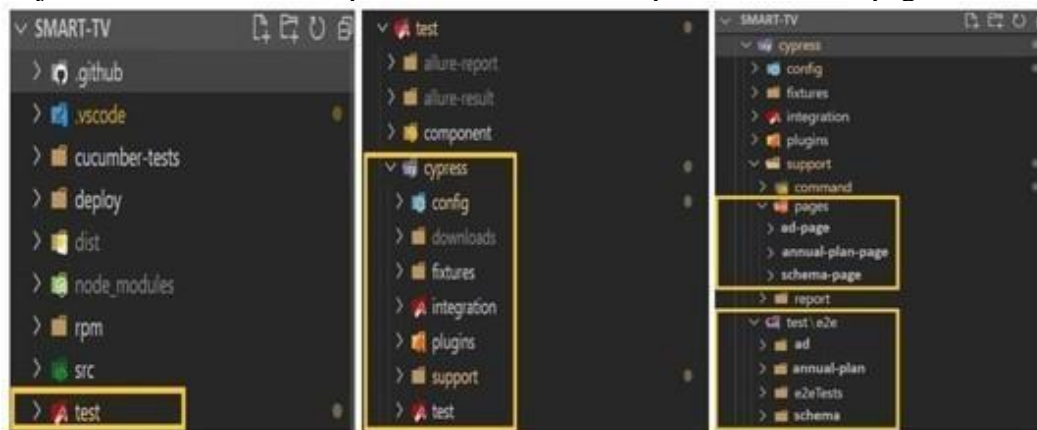 SMART-TV
.github
.vscode
cucumber-tests
deploy
dist
node_modules
rpm
src
test
test
allure-report
allure-result
component
cypress
config
downloads
fixtures
integration
plugins
support
test
SMART-TV
cypress
config
fixtures
integration
plugins
support
command
pages
ad-page
annual-plan-page
schema-page
report
test\e2e
ad
annual-plan
e2eTests
schema